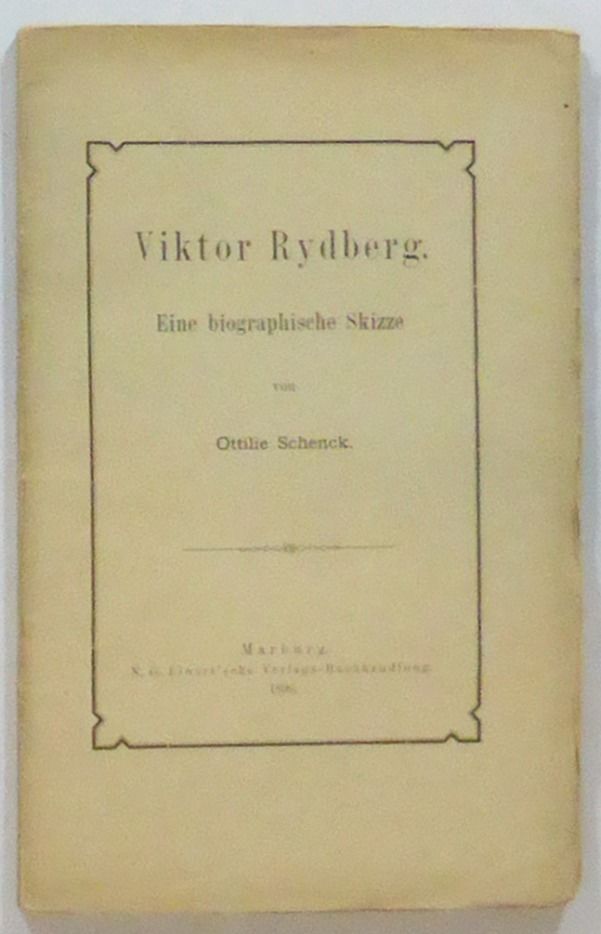 Viktor Rydberg.
Eine biographische Skizze
von
Ottilie Schenck.
Marburg.
N. G. Elwert'sche Verlags-Buchhandlung.